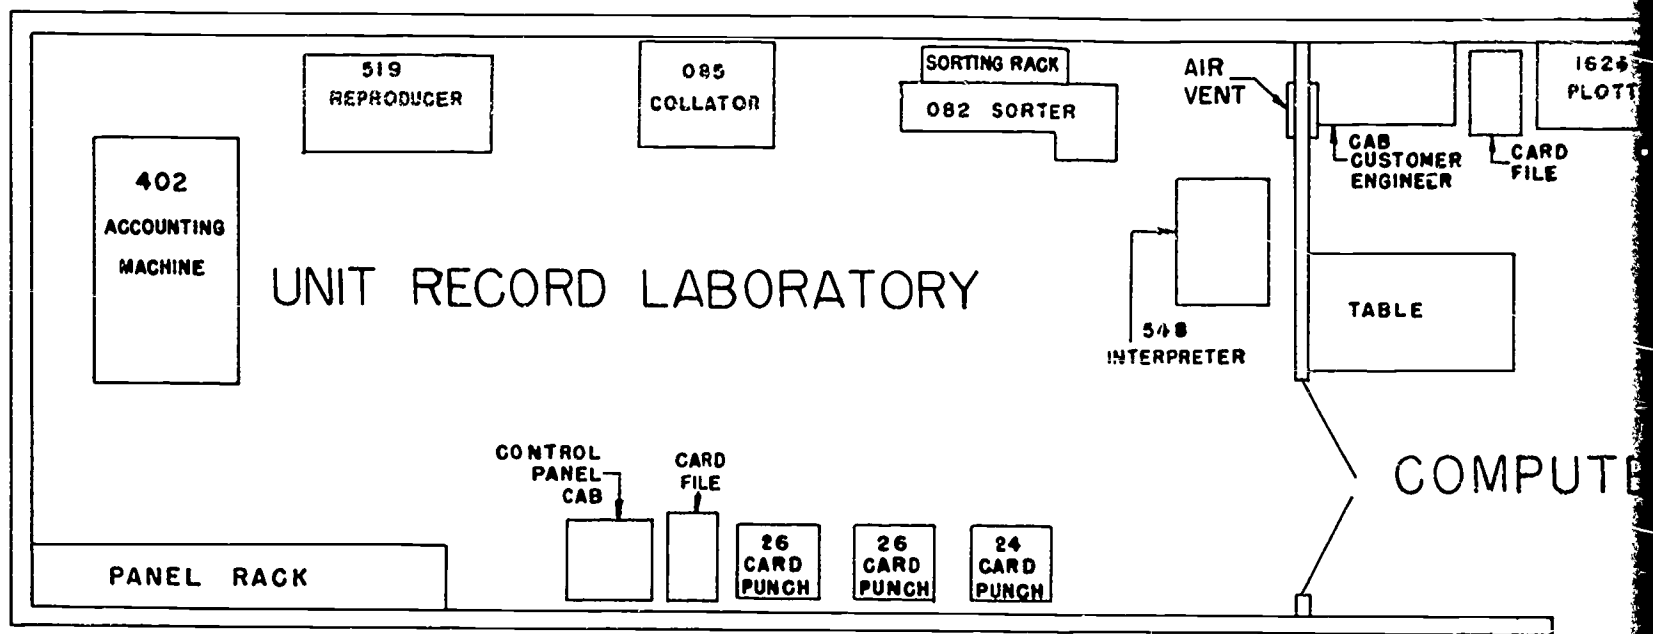 519
REPRODUCER
085
COLLATOR
SORTING RACK
082 SORTER
AIR
VENT
CAB
CUSTOMER
ENGINEER
CARD
FILE
402
ACCOUNTING
MACHINE
UNIT RECORD LABORATORY
548
INTERPRETER
TABLE
CONTROL
PANEL
CAB
CARD
FILE
26
CARD
PUNCH
26
CARD
PUNCH
24
CARD
PUNCH
PANEL RACK